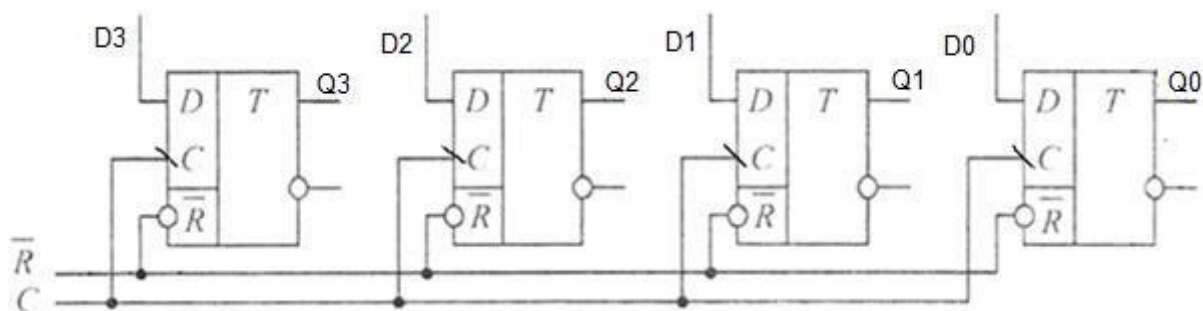 D3 D2 D1 D0
Q3 Q2 Q1 Q0
D T D T D T D T
C C C C
R̅ R̅ R̅ R̅
R̅
C